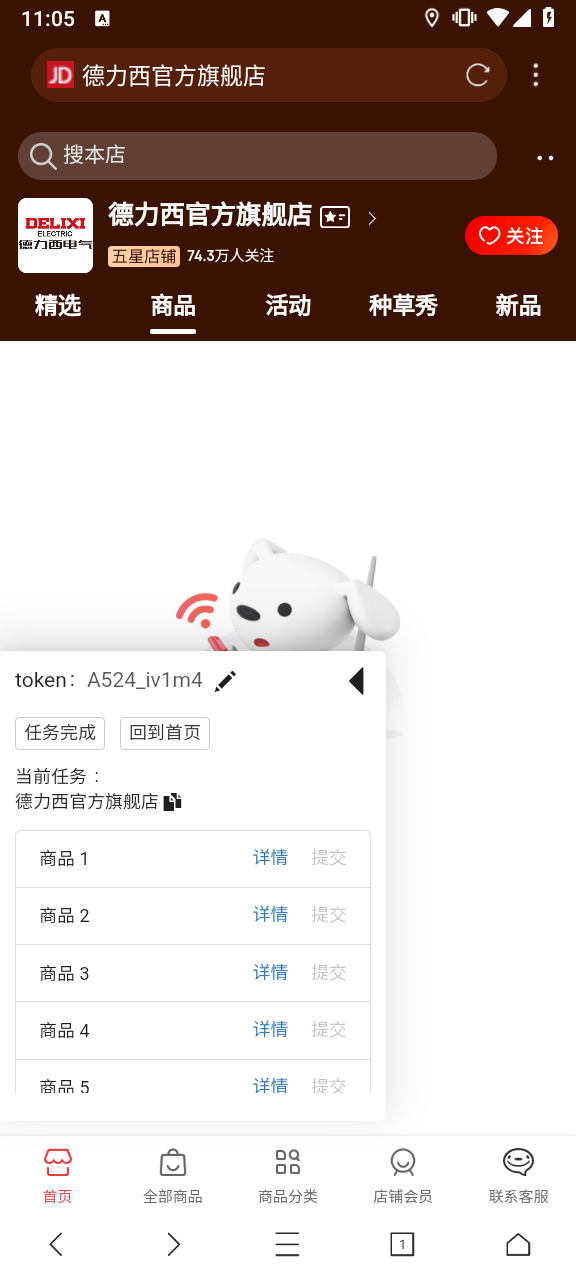 11:05
A
JD 德力西官方旗舰店
搜本店
DELIXI
ELECTRIC
德力西电气
德力西官方旗舰店
五星店铺 74.3万人关注
关注
精选 商品 活动 种草秀 新品
token: A524_iv1m4
任务完成 回到首页
当前任务：
德力西官方旗舰店
商品 1 详情 提交
商品 2 详情 提交
商品 3 详情 提交
商品 4 详情 提交
商品 5 详情 提交
首页 全部商品 商品分类 店铺会员 联系客服
1